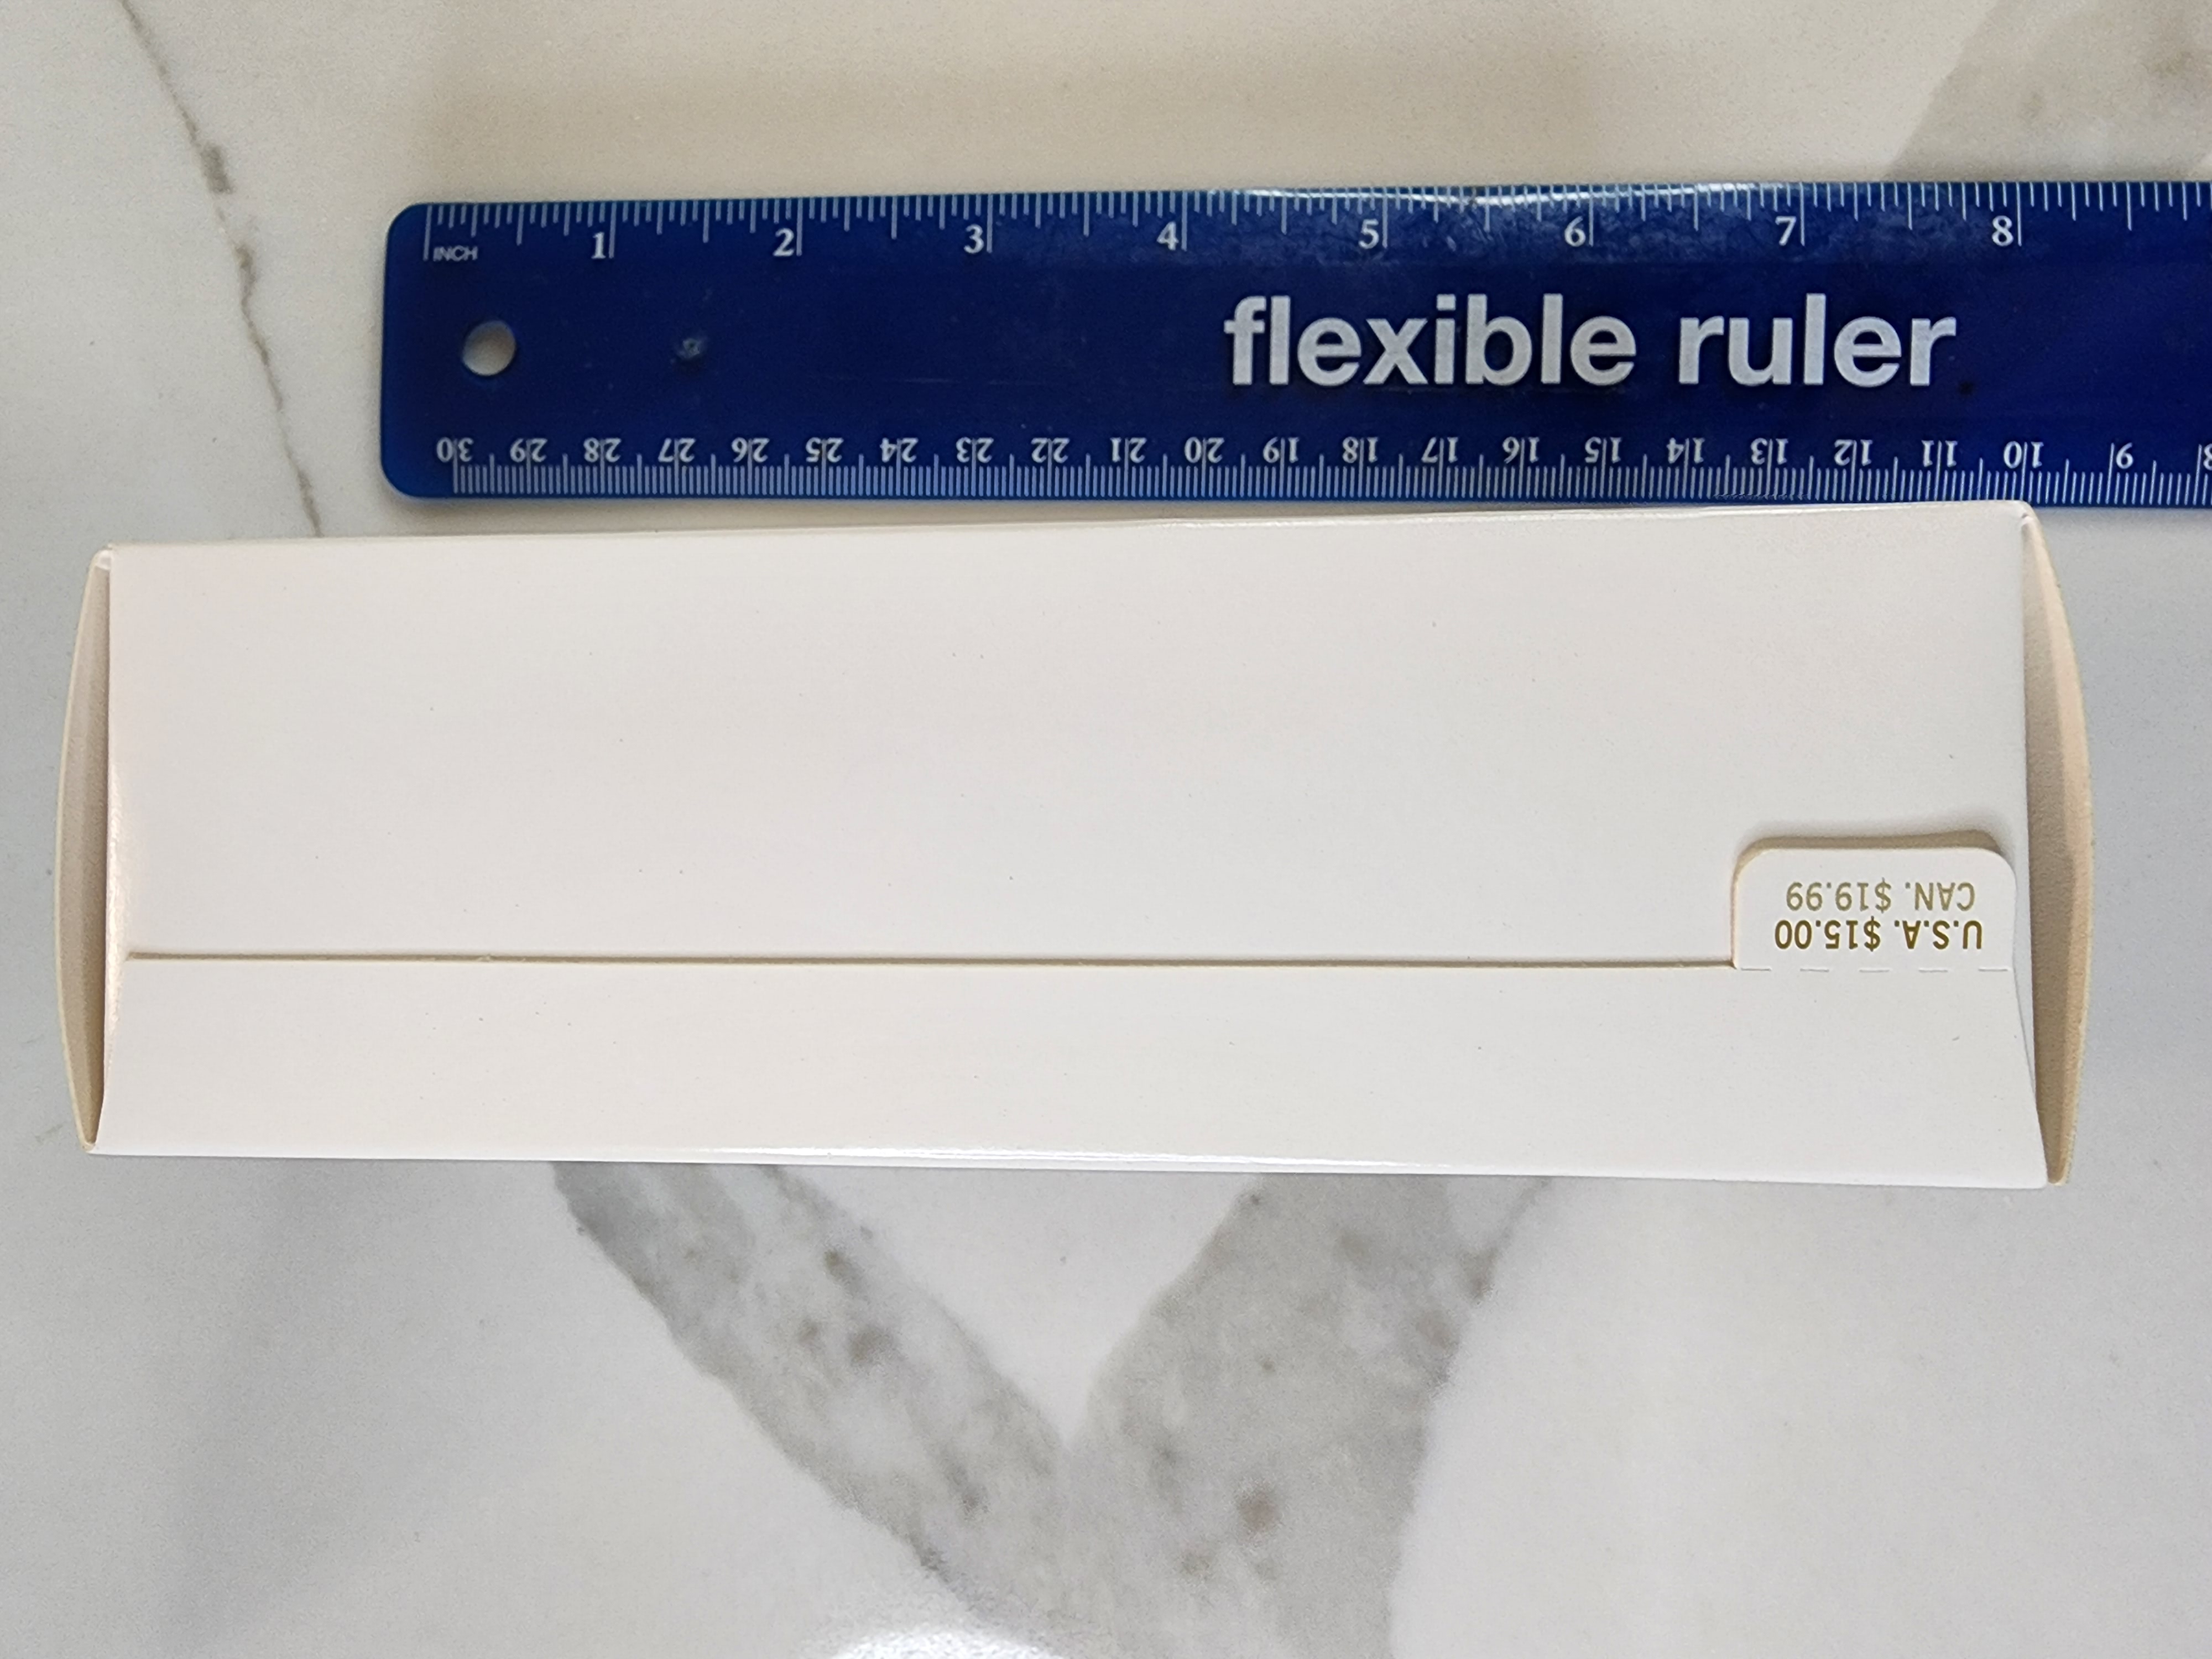 1 2 3 4 5 6 7 8
INCH
flexible ruler
30 29 28 27 26 25 24 23 22 21 20 19 18 17 16 15 14 13 12 11 10 9 8
U.S.A. $15.00
CAN. $19.99